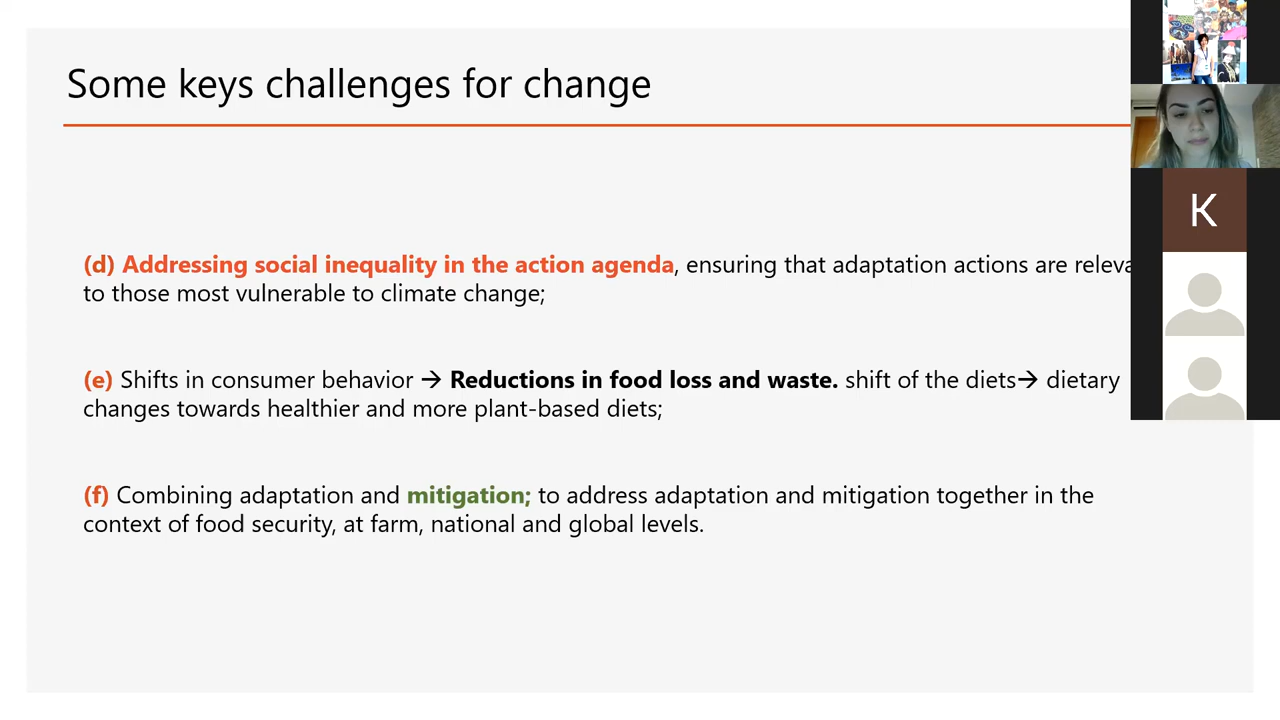 Some keys challenges for change
(d) Addressing social inequality in the action agenda, ensuring that adaptation actions are
to those most vulnerable to climate change;
(e) Shifts in consumer behavior → Reductions in food loss and waste. shift of the diets→ dietary
changes towards healthier and more plant-based diets;
(f) Combining adaptation and mitigation; to address adaptation and mitigation together in the
context of food security, at farm, national and global levels.
K